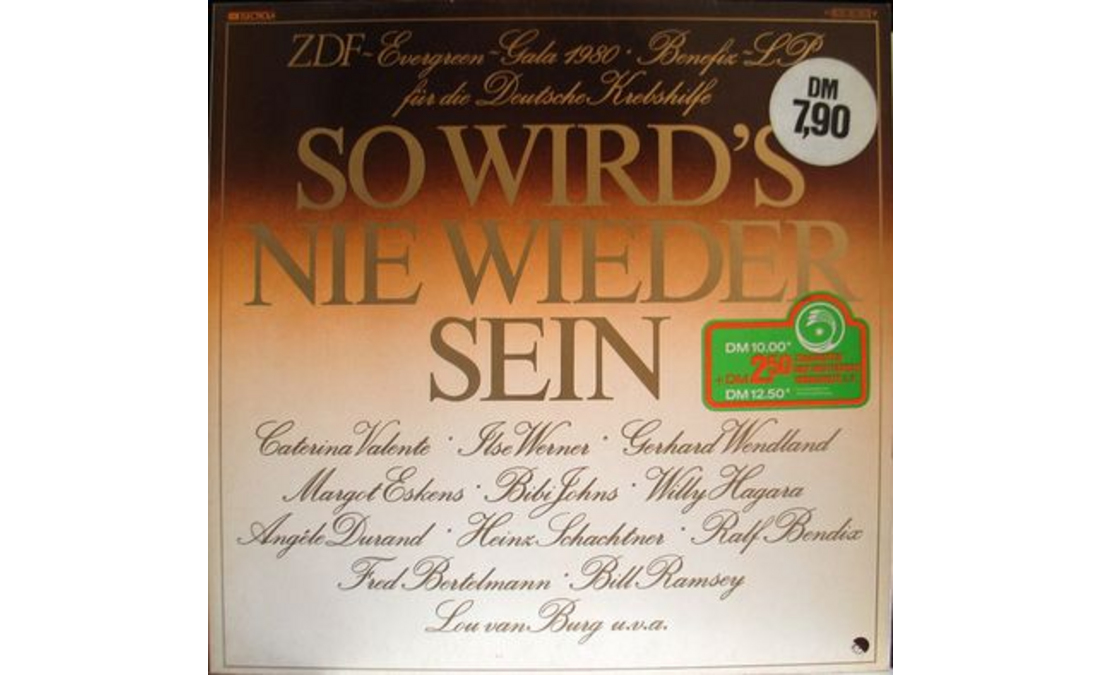 ELECTROLA
ZDF-Evergreen-Gala 1980 · Benefiz-LP
für die Deutsche Krebshilfe
DM
7,90
SO WIRD'S
NIE WIEDER
SEIN
DM 10.00*
+ DM 2.50
DM 12.50*
Caterina Valente · Ilse Werner · Gerhard Wendland
Margot Eskens · Bibi Johns · Willy Hagara
Angèle Durand · Heinz Schachtner · Ralf Bendix
Fred Bertelmann · Bill Ramsey
Lou van Burg u.v.a.